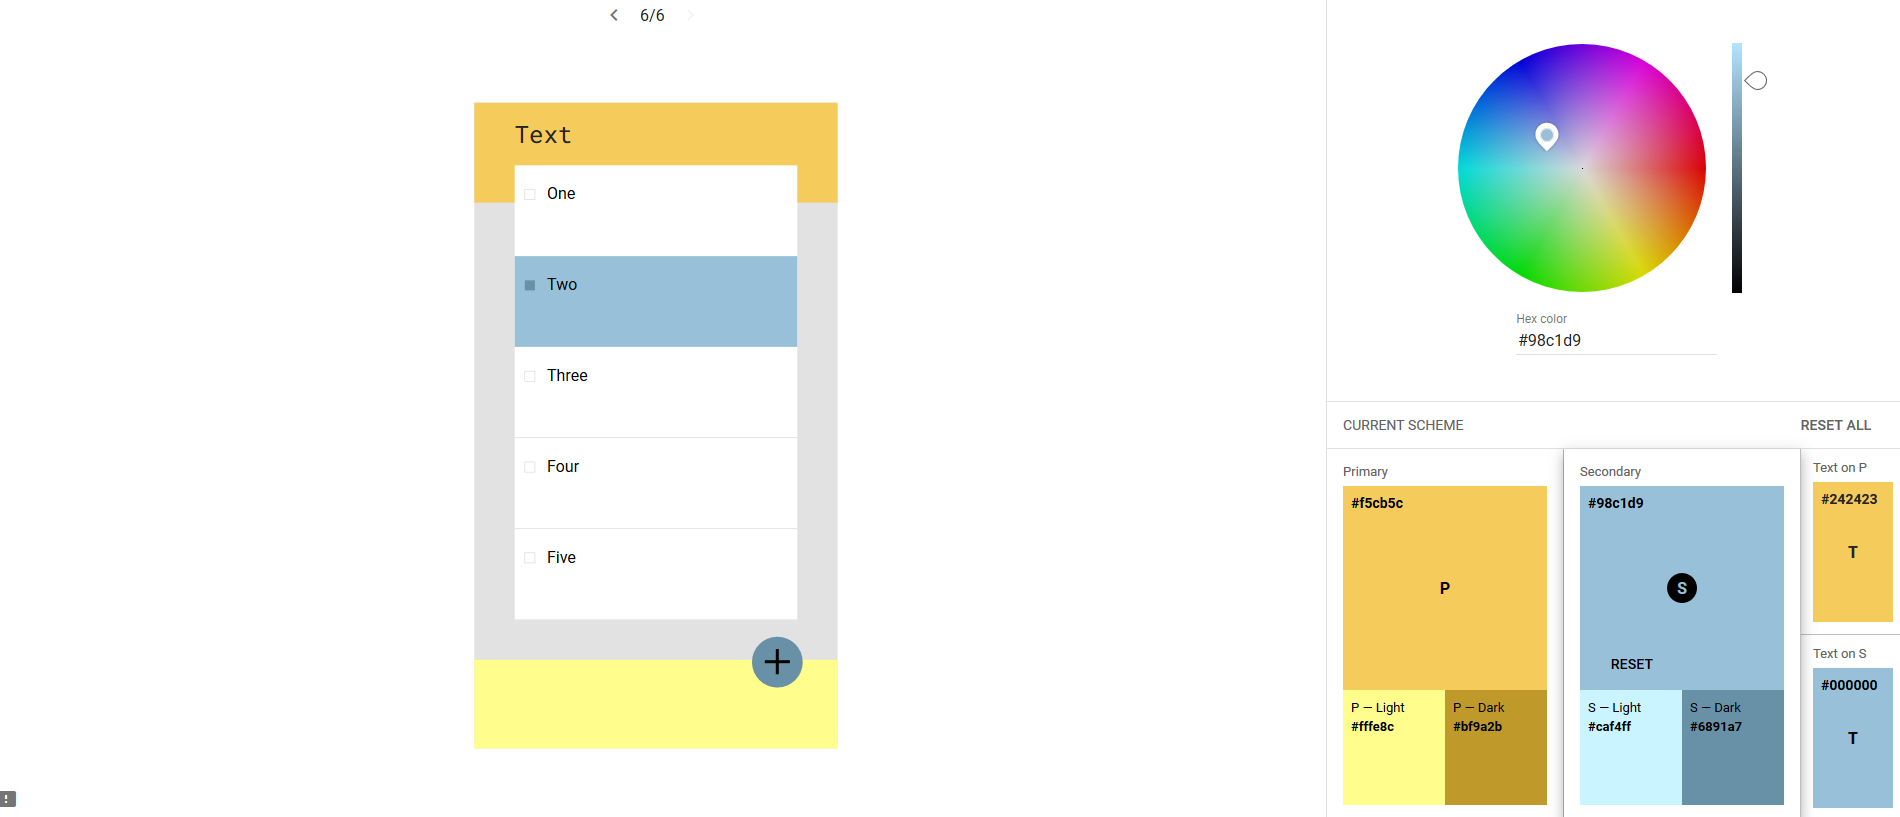 6/6
Text
One
Two
Three
Four
Five
Hex color
#98c1d9
CURRENT SCHEME
RESET ALL
Primary
#f5cb5c
P
P — Light
#fffe8c
P — Dark
#bf9a2b
Secondary
#98c1d9
S
RESET
S — Light
#caf4ff
S — Dark
#6891a7
Text on P
#242423
T
Text on S
#000000
T